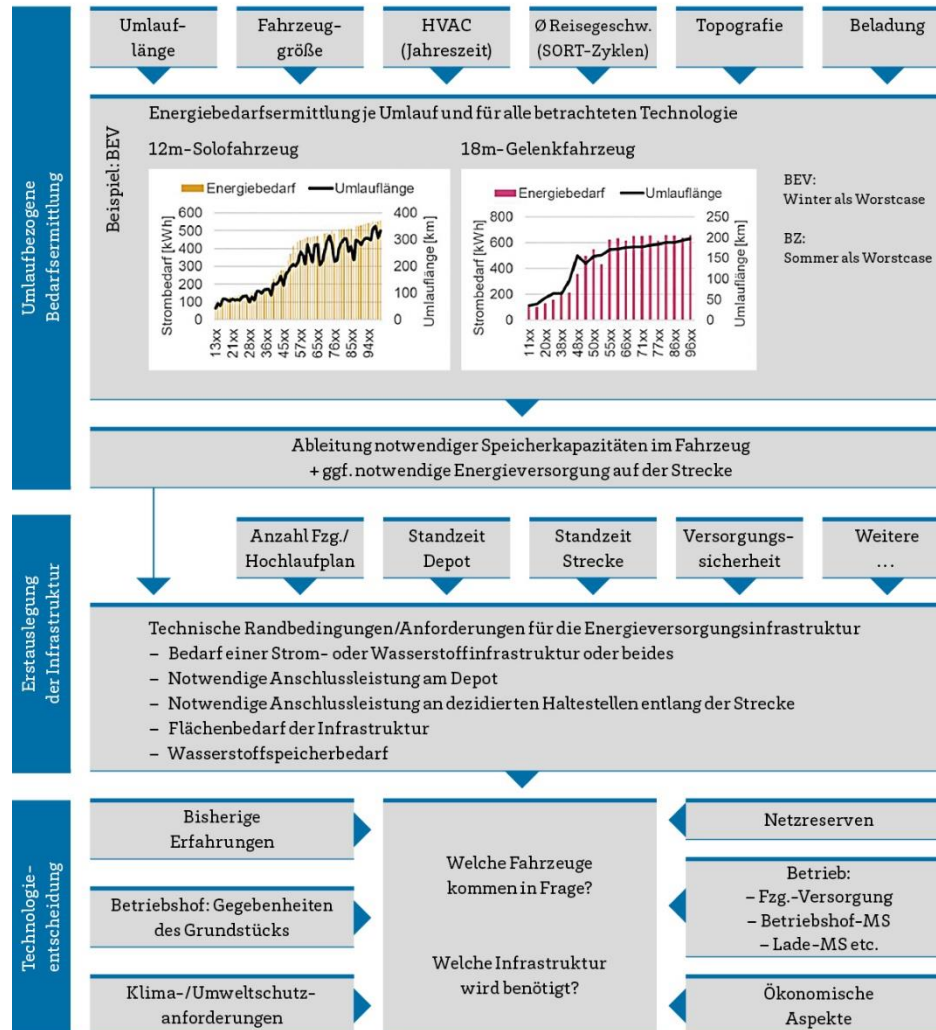 Umlauf-
länge
Fahrzeug-
größe
HVAC
(Jahreszeit)
Ø Reisegeschw.
(SORT-Zyklen)
Topografie
Beladung
Umlaufbezogene
Bedarfsermittlung
Energiebedarfsermittlung je Umlauf und für alle betrachteten Technologie
Beispiel: BEV
12m-Solofahrzeug
Energiebedarf
Umlauflänge
Strombedarf [kWh]
600
500
400
300
200
100
0
400
300
200
100
0
Umlauflänge [km]
13xx
21xx
28xx
36xx
45xx
57xx
65xx
76xx
85xx
94xx
18m-Gelenkfahrzeug
Energiebedarf
Umlauflänge
Strombedarf [kWh]
800
600
400
200
0
250
200
150
100
50
0
Umlauflänge [km]
11xx
20xx
38xx
48xx
50xx
55xx
66xx
71xx
77xx
86xx
96xx
BEV:
Winter als Worstcase
BZ:
Sommer als Worstcase
Ableitung notwendiger Speicherkapazitäten im Fahrzeug
+ ggf. notwendige Energieversorgung auf der Strecke
Erstauslegung
der Infrastruktur
Anzahl Fzg./
Hochlaufplan
Standzeit
Depot
Standzeit
Strecke
Versorgungs-
sicherheit
Weitere
...
Technische Randbedingungen/Anforderungen für die Energieversorgungsinfrastruktur
– Bedarf einer Strom- oder Wasserstoffinfrastruktur oder beides
– Notwendige Anschlussleistung am Depot
– Notwendige Anschlussleistung an dezidierten Haltestellen entlang der Strecke
– Flächenbedarf der Infrastruktur
– Wasserstoffspeicherbedarf
Technologie-
entscheidung
Bisherige
Erfahrungen
Betriebshof: Gegebenheiten
des Grundstücks
Klima-/Umweltschutz-
anforderungen
Welche Fahrzeuge
kommen in Frage?
Welche Infrastruktur
wird benötigt?
Netzreserven
Betrieb:
– Fzg.-Versorgung
– Betriebshof-MS
– Lade-MS etc.
Ökonomische
Aspekte